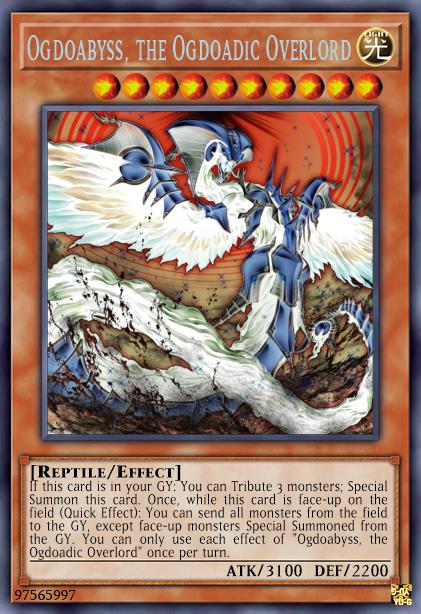 OGDOABYSS, THE OGDOADIC OVERLORD
LIGHT
光
[REPTILE/EFFECT]
If this card is in your GY: You can Tribute 3 monsters; Special
Summon this card. Once, while this card is face-up on the
field (Quick Effect): You can send all monsters from the field
to the GY, except face-up monsters Special Summoned from
the GY. You can only use each effect of "Ogdoabyss, the
Ogdoadic Overlord" once per turn.
ATK/3100 DEF/2200
97565997